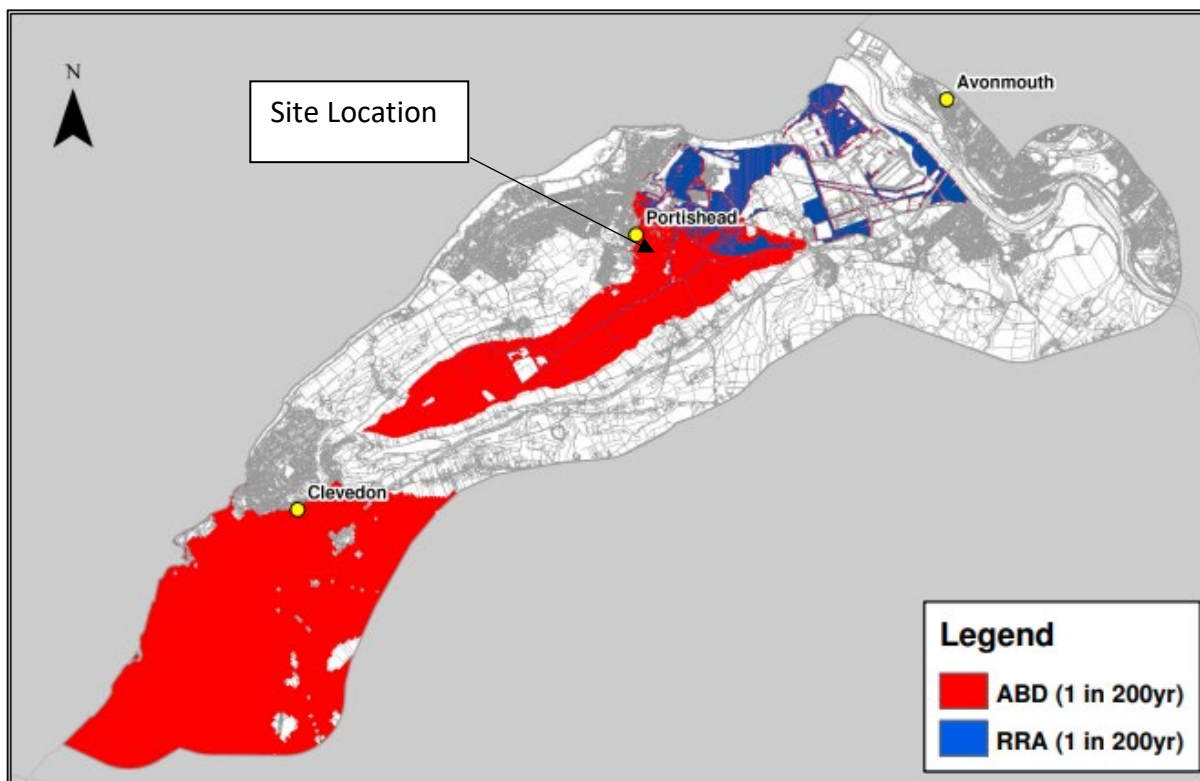 N
Site Location
Avonmouth
Portishead
Clevedon
Legend
ABD (1 in 200yr)
RRA (1 in 200yr)